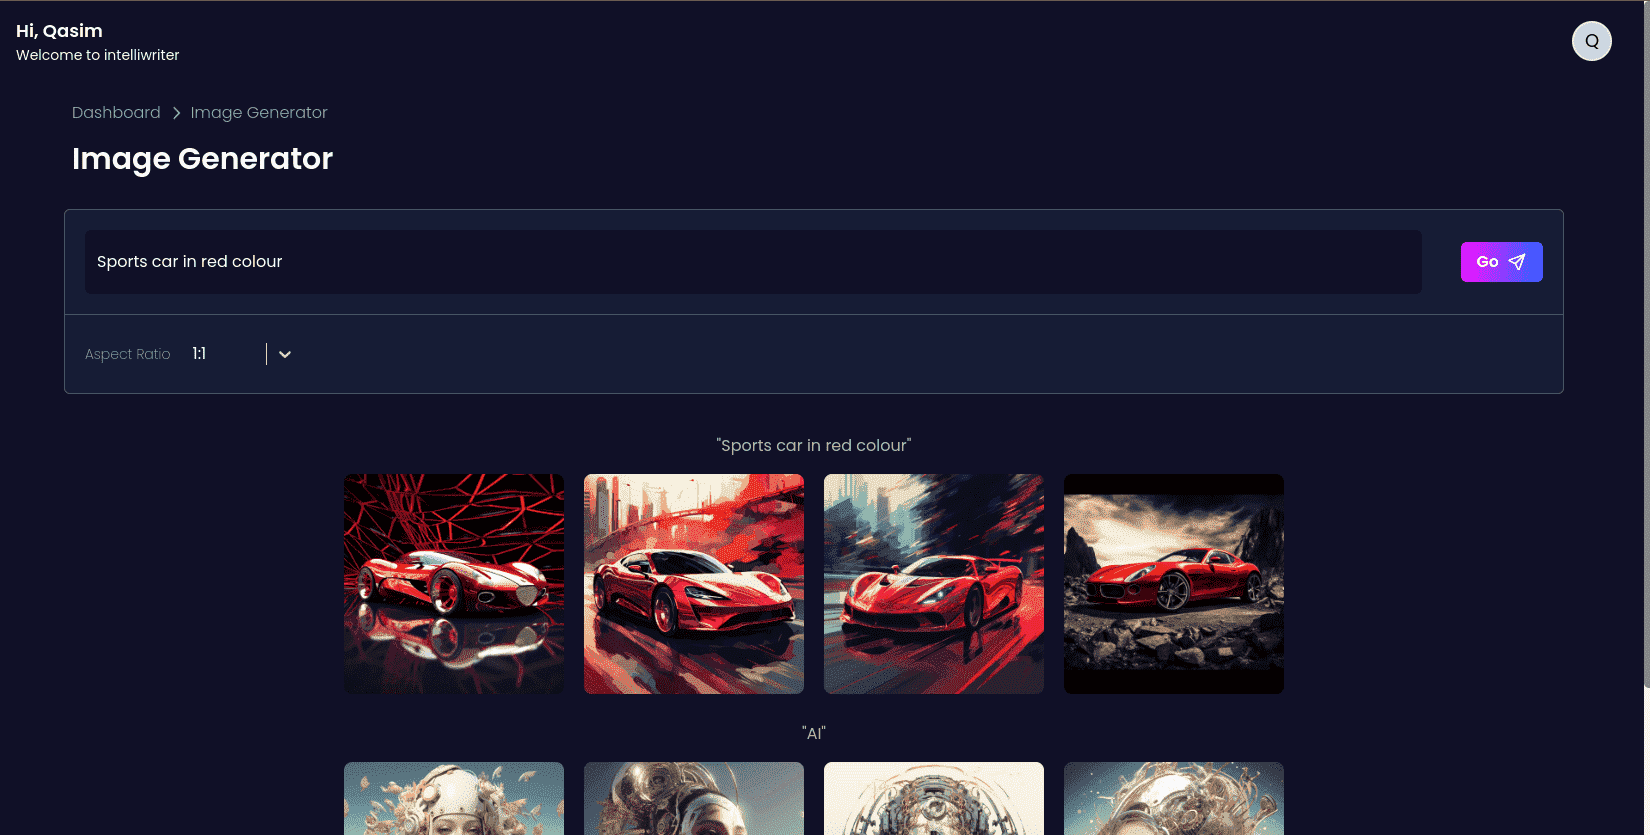 Hi, Qasim
Welcome to intelliwriter
Q
Dashboard > Image Generator
Image Generator
Sports car in red colour
Go
Aspect Ratio 1:1
"Sports car in red colour"
"AI"